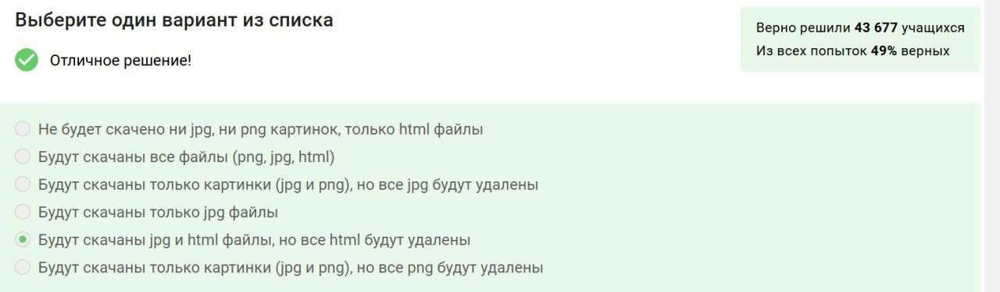 Выберите один вариант из списка
Верно решили 43 677 учащихся
Из всех попыток 49% верных
Отличное решение!
Не будет скачено ни jpg, ни png картинок, только html файлы
Будут скачаны все файлы (png, jpg, html)
Будут скачаны только картинки (jpg и png), но все jpg будут удалены
Будут скачаны только jpg файлы
Будут скачаны jpg и html файлы, но все html будут удалены
Будут скачаны только картинки (jpg и png), но все png будут удалены